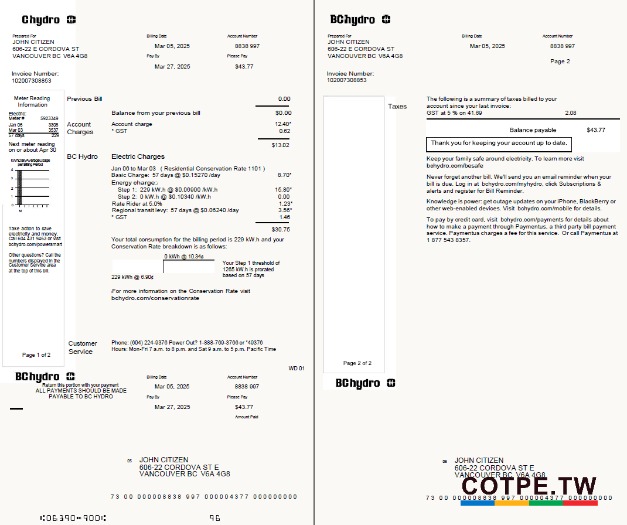 BChydro
Prepared For
JOHN CITIZEN
606-22 E CORDOVA ST
VANCOUVER BC V6A 4G8
Billing Date
Mar 05, 2025
Account Number
8838 997
Pay By
Mar 27, 2025
Please Pay
$43.77
Invoice Number:
102007308853
Meter Reading
Information
Electric
Meter #
Jan 09
Mar 03
57 days 229
Next meter reading
on or about Apr 30
Take action to save
electricity and money.
Other questions? Call the
numbers displayed in the
Customer Service area
at the top of this bill.
Page 1 of 2
Previous Bill 0.00
Balance from your previous bill $0.00
Account
Charges
Account charge 12.40*
* GST 0.62
$13.02
BC Hydro
Electric Charges
Jan 09 to Mar 03 ( Residential Conservation Rate 1101 )
Basic Charge: 57 days @ $0.15270 /day 8.70*
Energy charge:
Step 1: 229 kW.h @ $0.06900 /kW.h 15.80*
Step 2: 0 kW.h @ $0.10340 /kW.h 0.00
Rate Rider at 5.0% 1.23*
Regional transit levy: 57 days @ $0.06240 /day 3.56*
* GST 1.46
$30.75
Your total consumption for the billing period is 229 kW.h and your
Conservation Rate breakdown is as follows:
0 kWh @ 10.34¢
229 kWh @ 6.90¢
Your Step 1 threshold of
1265 kW.h is prorated
based on 57 days
For more information on the Conservation Rate visit
bchydro.com/conservationrate
Customer
Service
Phone: (604) 224-9376 Power Out? 1-888-769-3766 or *49376
Hours: Mon-Fri 7 a.m. to 8 p.m. and Sat 9 a.m. to 5 p.m. Pacific Time
WD 01
BChydro
Return this portion with your payment
ALL PAYMENTS SHOULD BE MADE
PAYABLE TO BC HYDRO
Billing Date
Mar 05, 2025
Account Number
8838 997
Pay By
Mar 27, 2025
Please Pay
$43.77
Amount Paid
JOHN CITIZEN
606-22 CORDOVA ST E
VANCOUVER BC V6A 4G8
73 00 000008838 997 000004377 000000000
96
BChydro
Prepared For
JOHN CITIZEN
606-22 E CORDOVA ST
VANCOUVER BC V6A 4G8
Billing Date
Mar 05, 2025
Account Number
8838 997
Page 2
Invoice Number:
102007308853
Taxes
The following is a summary of taxes billed to your
account since your last invoice:
GST at 5 % on 41.69 2.08
Balance payable $43.77
Thank you for keeping your account up to date.
Keep your family safe around electricity. To learn more visit
bchydro.com/besafe
Never forget another bill. We'll send you an email reminder when your
bill is due. Log in at bchydro.com/myhydro, click Subscriptions &
alerts and register for Bill Reminder.
Knowledge is power: get outage updates on your iPhone, BlackBerry or
other web-enabled devices. Visit bchydro.com/mobile for details.
To pay by credit card, visit bchydro.com/payments for details about
how to make a payment through Paymentus, a third party bill payment
service. Paymentus charges a fee for this service. Or call Paymentus at
1 877 543 8357.
Page 2 of 2
BChydro
JOHN CITIZEN
606-22 CORDOVA ST E
VANCOUVER BC V6A 4G8
COTPE.TW
73 00 000008838 997 000004377 000000000